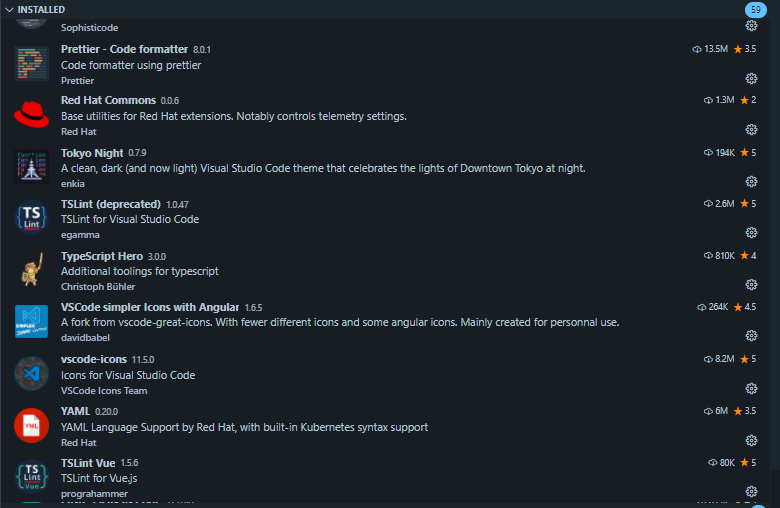 INSTALLED 59
Sophisticode
Prettier - Code formatter 8.0.1 13.5M 3.5
Code formatter using prettier
Prettier
Red Hat Commons 0.0.6 1.3M 2
Base utilities for Red Hat extensions. Notably controls telemetry settings.
Red Hat
Tokyo Night 0.7.9 194K 5
A clean, dark (and now light) Visual Studio Code theme that celebrates the lights of Downtown Tokyo at night.
enkia
TS
Lint
TSLint (deprecated) 1.0.47 2.6M 5
TSLint for Visual Studio Code
egamma
TypeScript Hero 3.0.0 810K 4
Additional toolings for typescript
Christoph Bühler
VSCode simpler Icons with Angular 1.6.5 264K 4.5
A fork from vscode-great-icons. With fewer different icons and some angular icons. Mainly created for personnal use.
davidbabel
vscode-icons 11.5.0 8.2M 5
Icons for Visual Studio Code
VSCode Icons Team
YML
YAML 0.20.0 6M 3.5
YAML Language Support by Red Hat, with built-in Kubernetes syntax support
Red Hat
TS
Lint
Vue
TSLint Vue 1.5.6 80K 5
TSLint for Vue.js
prograhammer